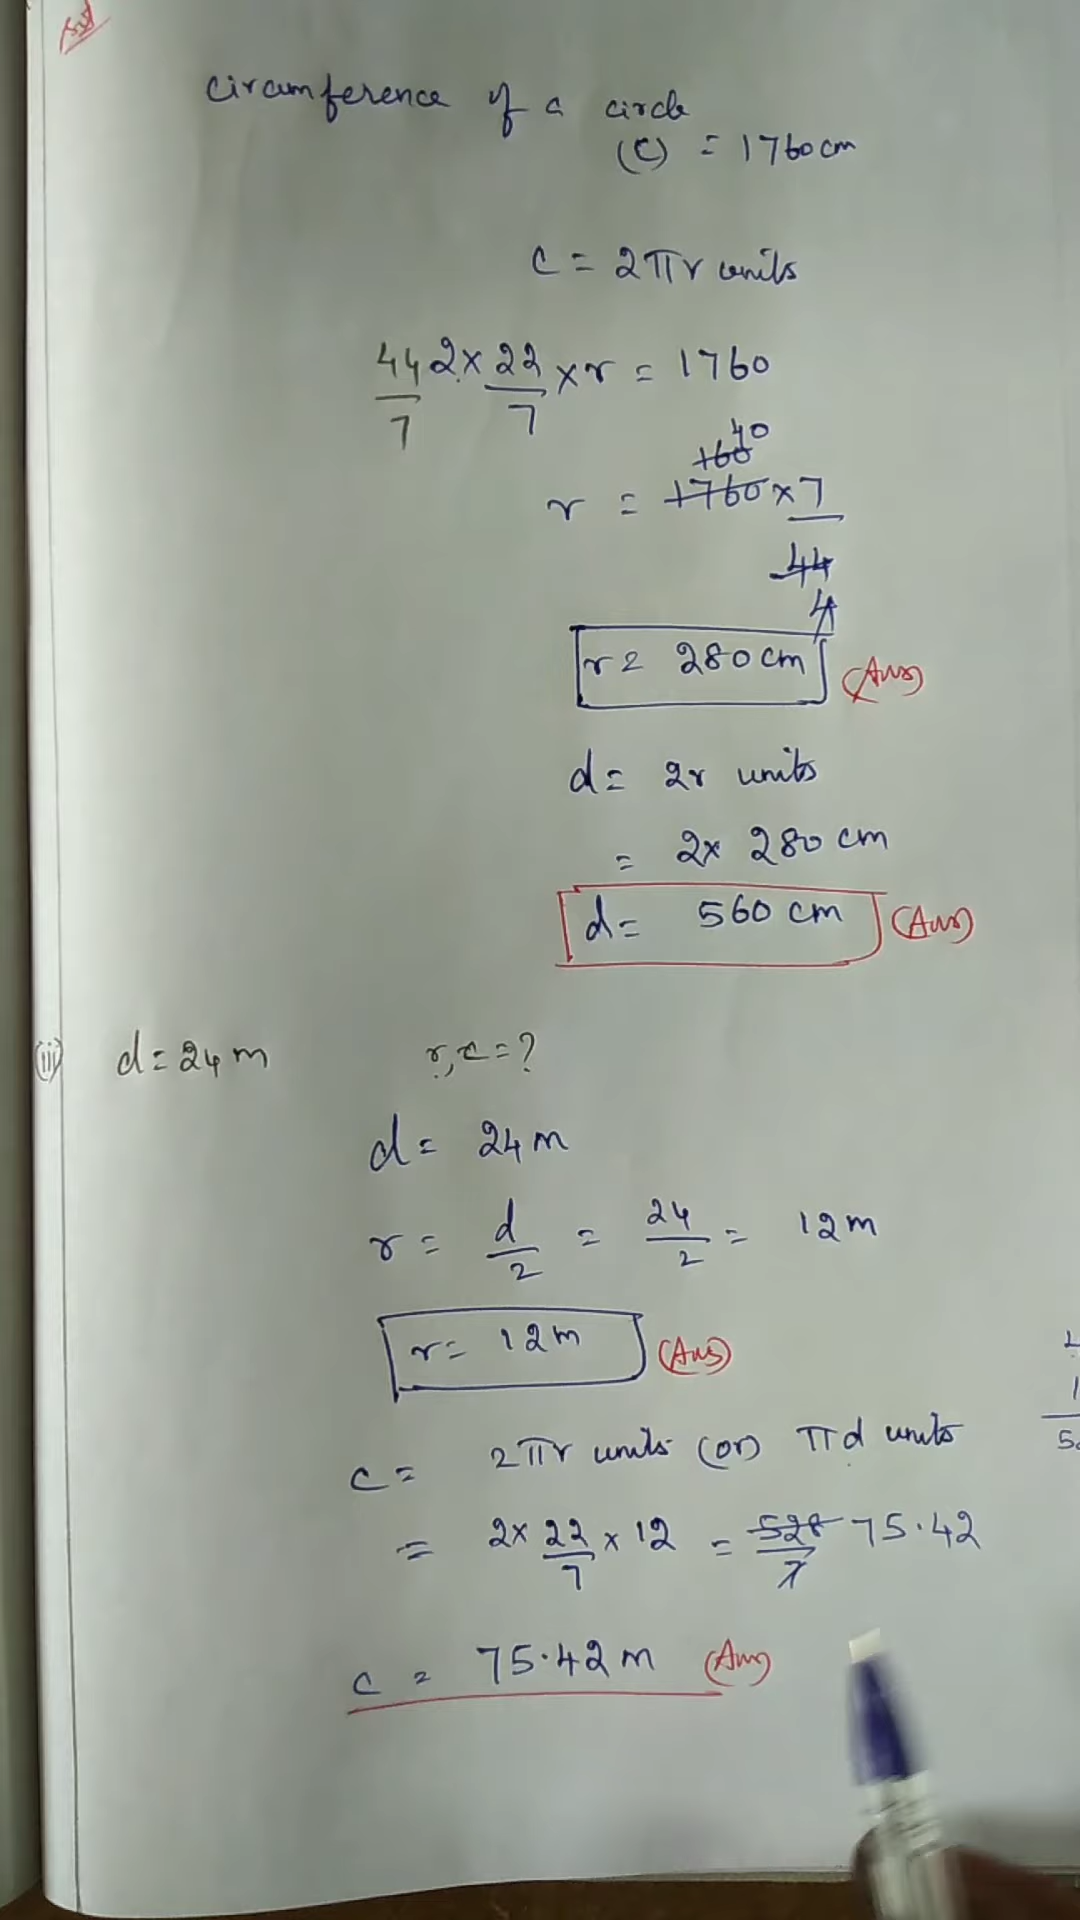 Circumference of a circle
(C) = 1760 cm
C = 2πr units
44/7 2 × 22/7 × r = 1760
40
160
r = 1760 × 7
44
4
r = 280 cm (Ans)
d = 2r units
= 2 × 280 cm
d = 560 cm (Ans)
(iii) d = 24 m r, c = ?
d = 24 m
r = d/2 = 24/2 = 12 m
r = 12 m (Ans)
C = 2πr units (or) πd units
= 2 × 22/7 × 12 = 528/7 75.42
C = 75.42 m (Ans)